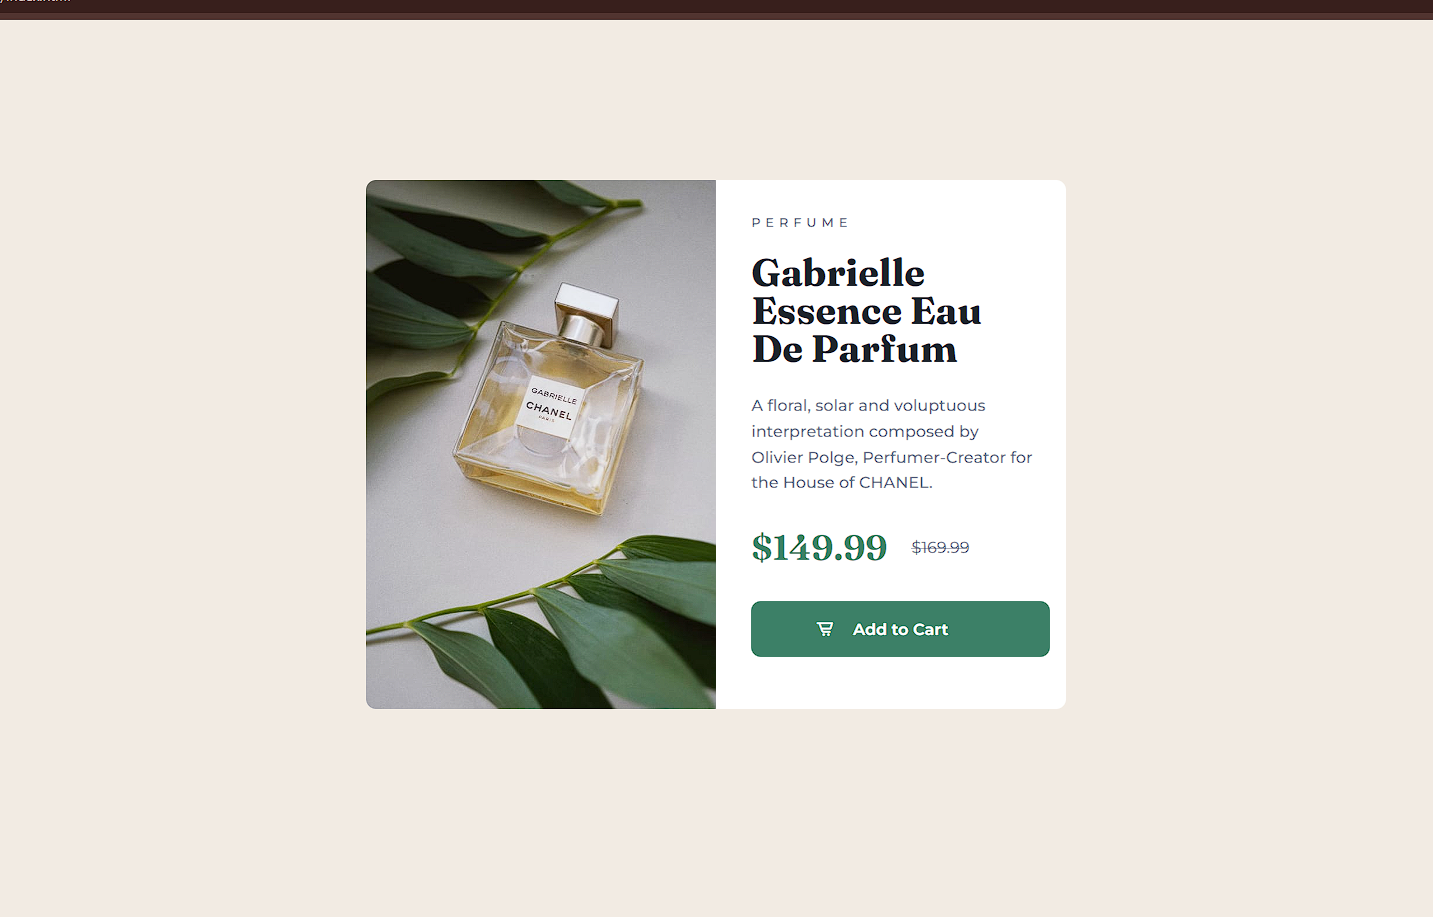 GABRIELLE
CHANEL
PARIS
PERFUME
Gabrielle
Essence Eau
De Parfum
A floral, solar and voluptuous
interpretation composed by
Olivier Polge, Perfumer-Creator for
the House of CHANEL.
$149.99 $169.99
Add to Cart